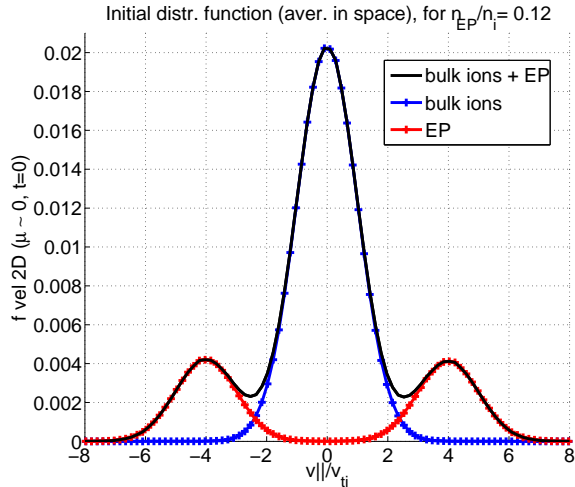 Initial distr. function (aver. in space), for n_EP/n_i= 0.12
bulk ions + EP
bulk ions
EP
0.02
0.018
0.016
0.014
0.012
0.01
0.008
0.006
0.004
0.002
0
f vel 2D (μ ~ 0, t=0)
−8 −6 −4 −2 0 2 4 6 8
v||/v_ti